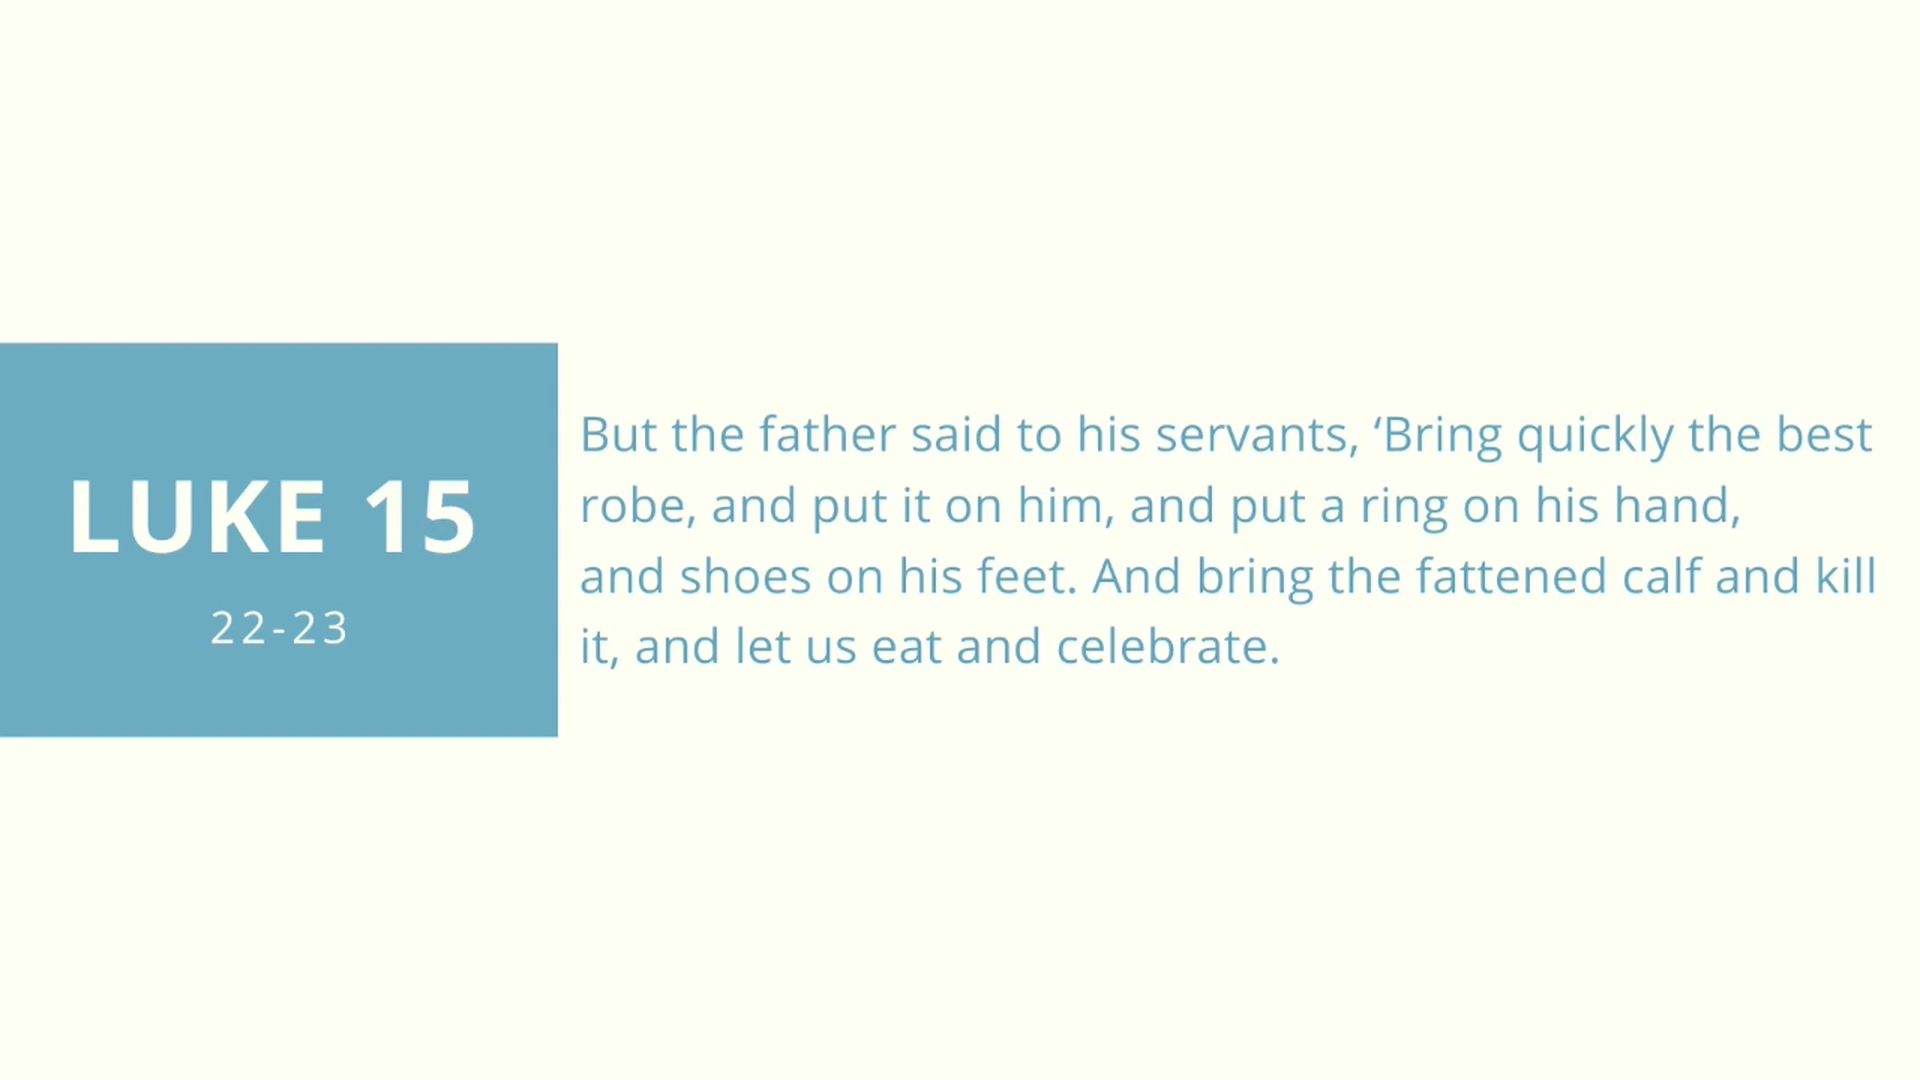 LUKE 15
22-23
But the father said to his servants, ‘Bring quickly the best
robe, and put it on him, and put a ring on his hand,
and shoes on his feet. And bring the fattened calf and kill
it, and let us eat and celebrate.